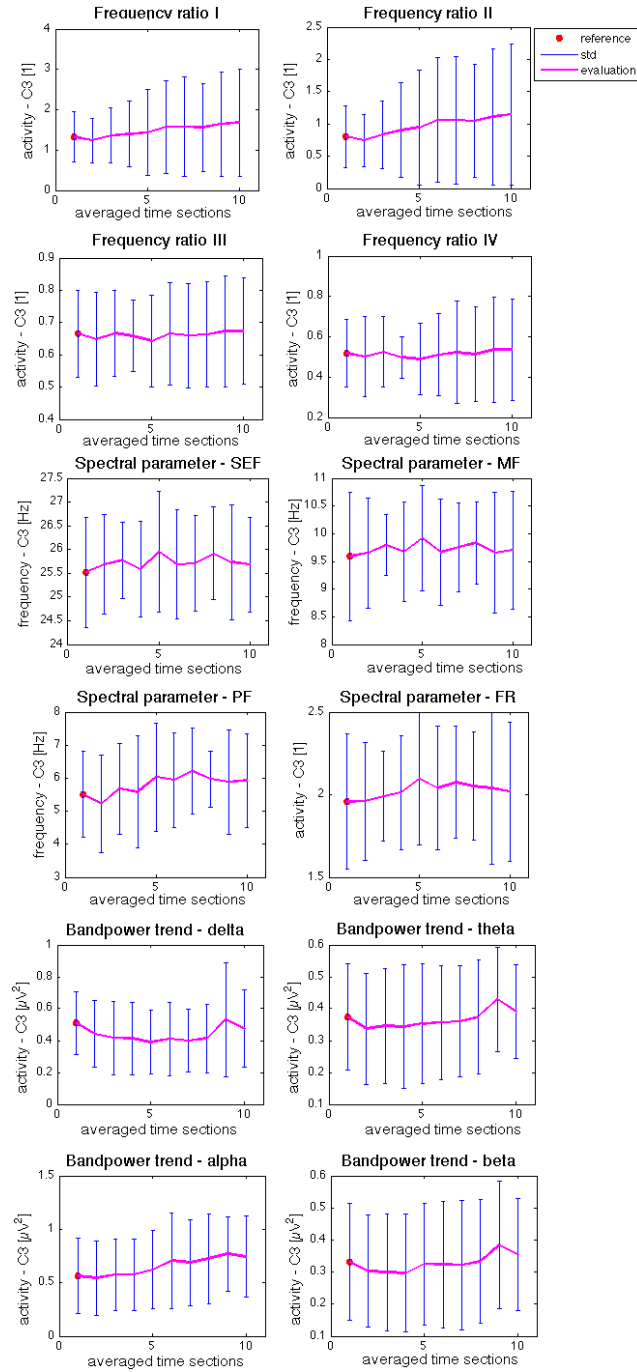 Frequency ratio I
Frequency ratio II
reference
std
evaluation
activity - C3 [1]
4
3
2
1
0
0
5
10
averaged time sections
activity - C3 [1]
2.5
2
1.5
1
0.5
0
0
5
10
averaged time sections
Frequency ratio III
Frequency ratio IV
activity - C3 [1]
0.9
0.8
0.7
0.6
0.5
0.4
0
5
10
averaged time sections
activity - C3 [1]
1
0.8
0.6
0.4
0.2
0
5
10
averaged time sections
Spectral parameter - SEF
Spectral parameter - MF
frequency - C3 [Hz]
27.5
27
26.5
26
25.5
25
24.5
24
0
5
10
averaged time sections
frequency - C3 [Hz]
11
10.5
10
9.5
9
8.5
8
0
5
10
averaged time sections
Spectral parameter - PF
Spectral parameter - FR
frequency - C3 [Hz]
8
7
6
5
4
3
0
5
10
averaged time sections
activity - C3 [1]
2.5
2
1.5
0
5
10
averaged time sections
Bandpower trend - delta
Bandpower trend - theta
activity - C3 [µV²]
1
0.8
0.6
0.4
0.2
0
0
5
10
averaged time sections
activity - C3 [µV²]
0.6
0.5
0.4
0.3
0.2
0.1
0
5
10
averaged time sections
Bandpower trend - alpha
Bandpower trend - beta
activity - C3 [µV²]
1.5
1
0.5
0
0
5
10
averaged time sections
activity - C3 [µV²]
0.6
0.5
0.4
0.3
0.2
0.1
0
5
10
averaged time sections